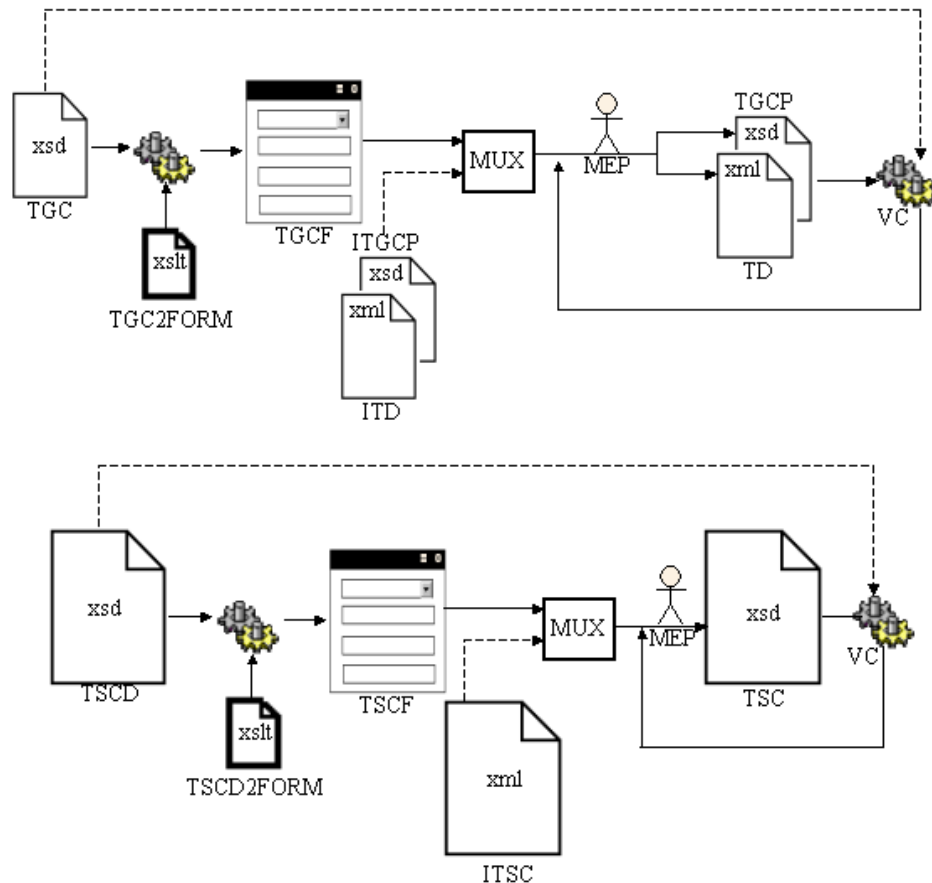 xsd
TGC
xslt
TGC2FORM
TGCF
ITGCP
xsd
xml
ITD
MUX
MEP
TGCP
xsd
xml
TD
VC
xsd
TSCD
xslt
TSCD2FORM
TSCF
xml
ITSC
MUX
MEP
xsd
TSC
VC